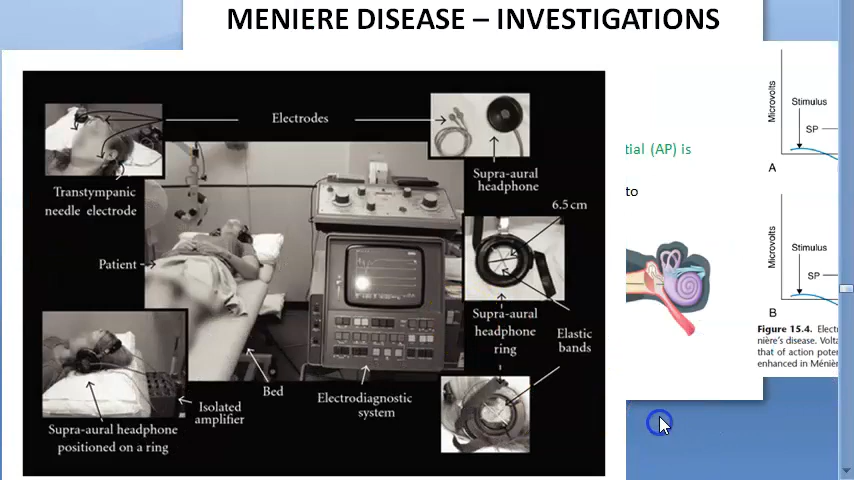 MENIERE DISEASE – INVESTIGATIONS
Electrodes
Transtympanic
needle electrode
Supra-aural
headphone
6.5 cm
Patient
Supra-aural
headphone
ring
Elastic
bands
Bed
Isolated
amplifier
Electrodiagnostic
system
Supra-aural headphone
positioned on a ring
tial (AP) is
to
Microvolts
Stimulus
SP
A
Microvolts
Stimulus
SP
B
Figure 15.4. Elect
nière's disease. Volta
that of action poter
enhanced in Méniè